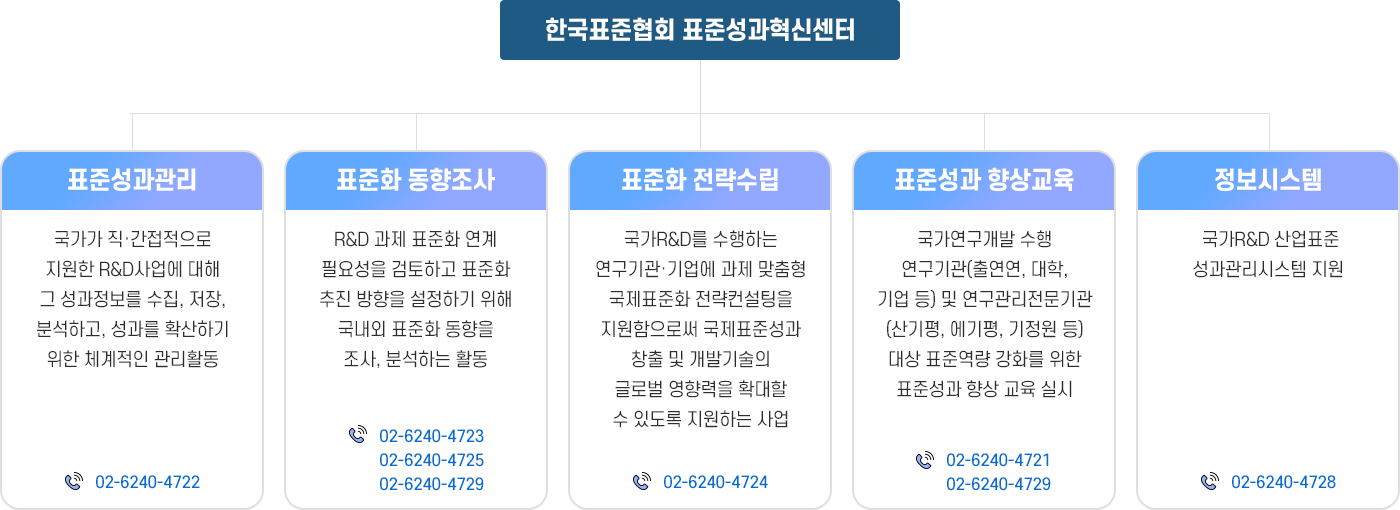 한국표준협회 표준성과혁신센터
표준성과관리
국가가 직·간접적으로
지원한 R&D사업에 대해
그 성과정보를 수집, 저장,
분석하고, 성과를 확산하기
위한 체계적인 관리활동
02-6240-4722
표준화 동향조사
R&D 과제 표준화 연계
필요성을 검토하고 표준화
추진 방향을 설정하기 위해
국내외 표준화 동향을
조사, 분석하는 활동
02-6240-4723
02-6240-4725
02-6240-4729
표준화 전략수립
국가R&D를 수행하는
연구기관·기업에 과제 맞춤형
국제표준화 전략컨설팅을
지원함으로써 국제표준성과
창출 및 개발기술의
글로벌 영향력을 확대할
수 있도록 지원하는 사업
02-6240-4724
표준성과 향상교육
국가연구개발 수행
연구기관(출연연, 대학,
기업 등) 및 연구관리전문기관
(산기평, 에기평, 기정원 등)
대상 표준역량 강화를 위한
표준성과 향상 교육 실시
02-6240-4721
02-6240-4729
정보시스템
국가R&D 산업표준
성과관리시스템 지원
02-6240-4728